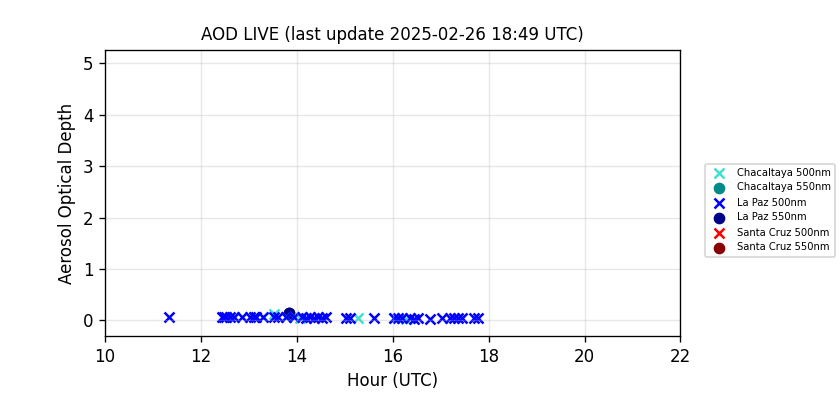 AOD LIVE (last update 2025-02-26 18:49 UTC)
Aerosol Optical Depth
5
4
3
2
1
0
10 12 14 16 18 20 22
Hour (UTC)
Chacaltaya 500nm
Chacaltaya 550nm
La Paz 500nm
La Paz 550nm
Santa Cruz 500nm
Santa Cruz 550nm